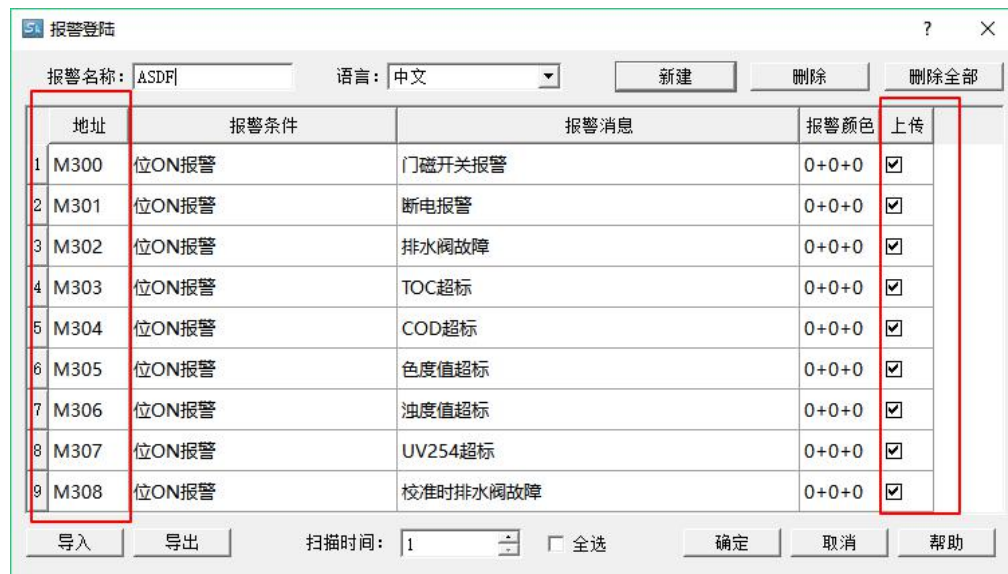 Sk 报警登陆 ? ×
报警名称: ASDF 语言: 中文 新建 删除 删除全部
地址 报警条件 报警消息 报警颜色 上传
1 M300 位ON报警 门磁开关报警 0+0+0
2 M301 位ON报警 断电报警 0+0+0
3 M302 位ON报警 排水阀故障 0+0+0
4 M303 位ON报警 TOC超标 0+0+0
5 M304 位ON报警 COD超标 0+0+0
6 M305 位ON报警 色度值超标 0+0+0
7 M306 位ON报警 浊度值超标 0+0+0
8 M307 位ON报警 UV254超标 0+0+0
9 M308 位ON报警 校准时排水阀故障 0+0+0
导入 导出 扫描时间: 1 全选 确定 取消 帮助